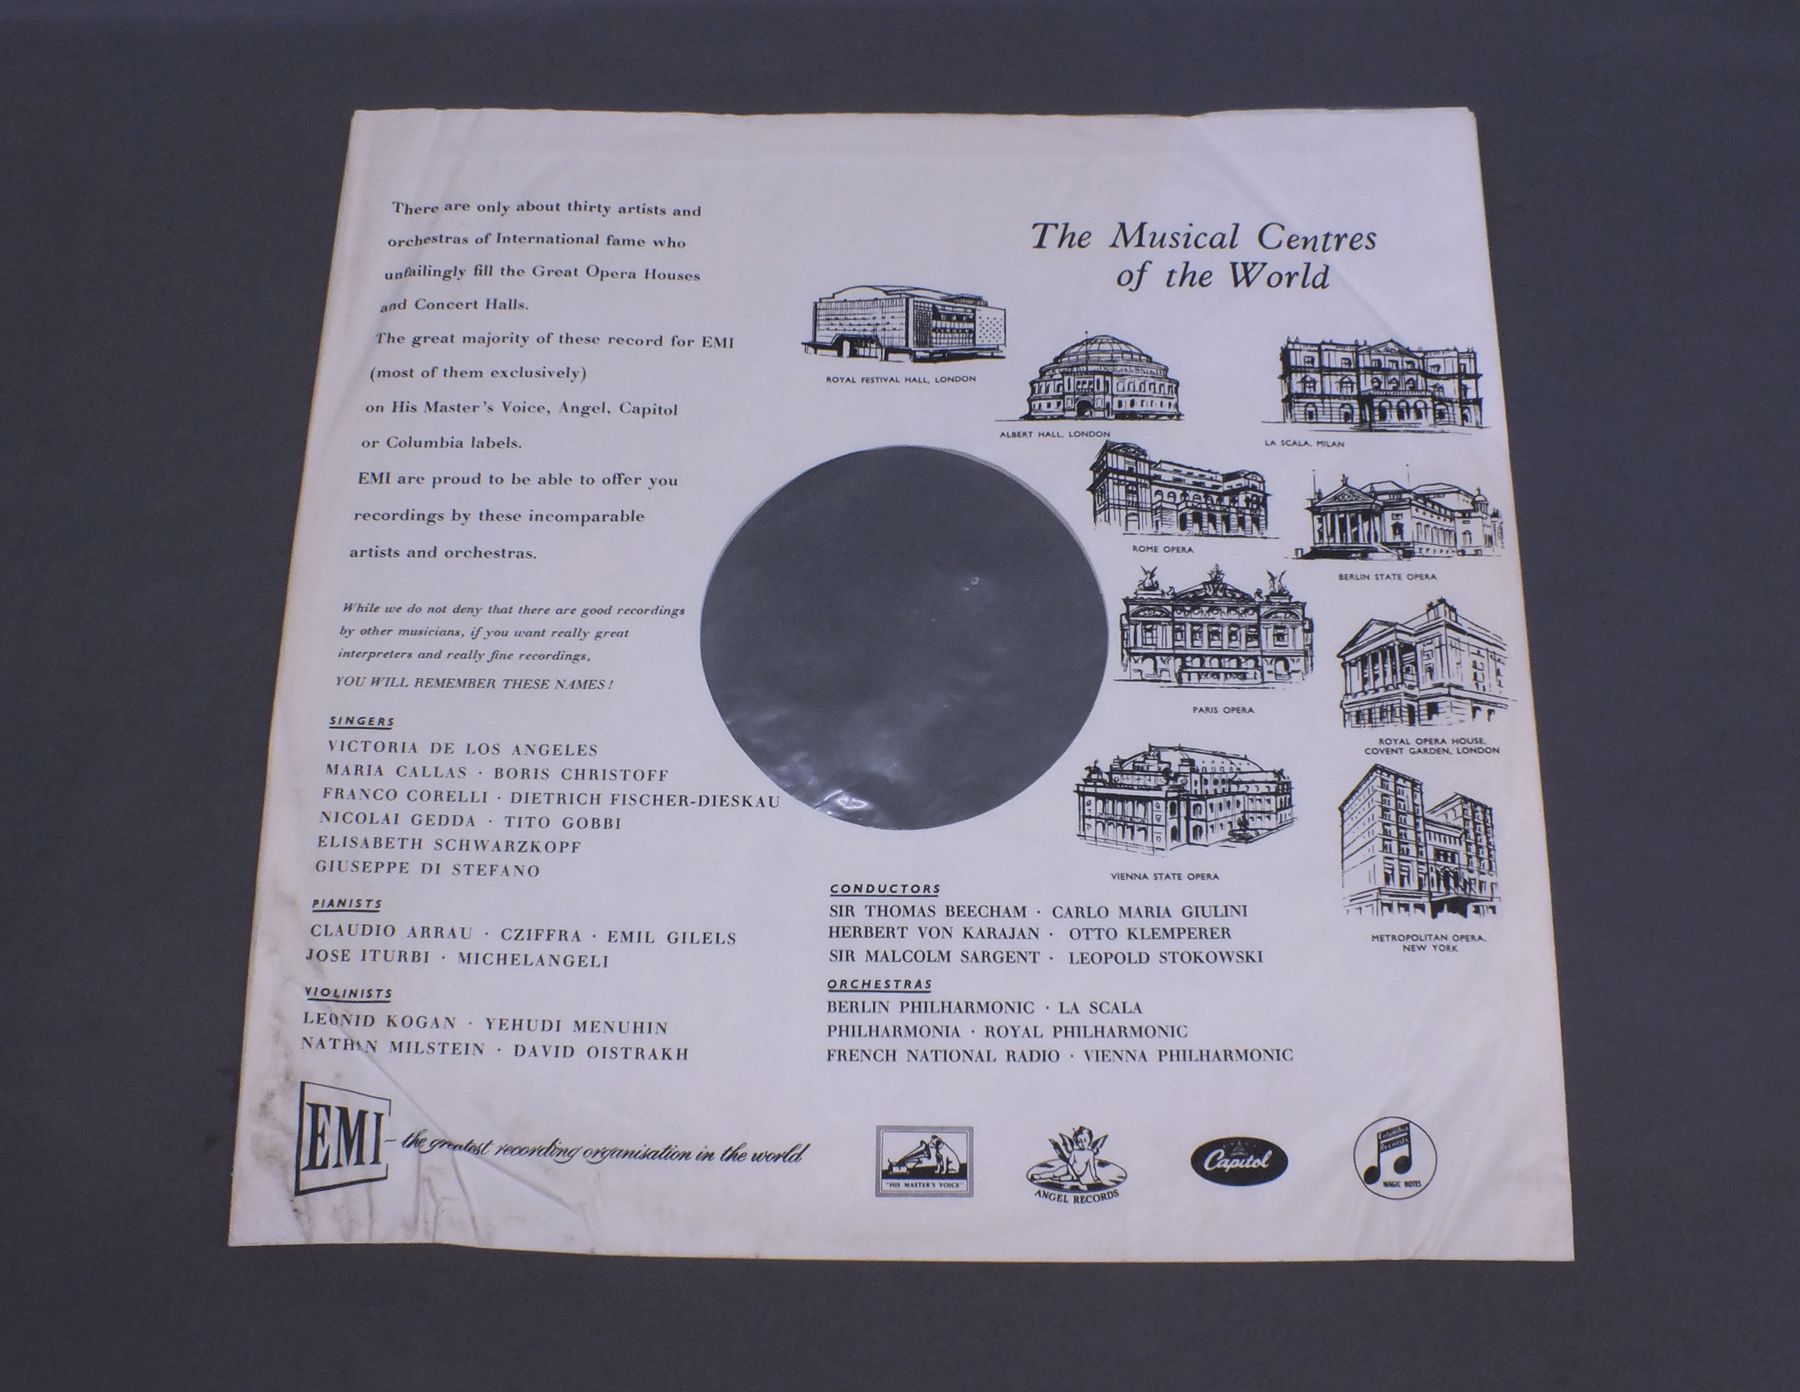 There are only about thirty artists and
orchestras of International fame who
unfailingly fill the Great Opera Houses
and Concert Halls.
The great majority of these record for EMI
(most of them exclusively)
on His Master's Voice, Angel, Capitol
or Columbia labels.
EMI are proud to be able to offer you
recordings by these incomparable
artists and orchestras.
While we do not deny that there are good recordings
by other musicians, if you want really great
interpreters and really fine recordings,
YOU WILL REMEMBER THESE NAMES!
SINGERS
VICTORIA DE LOS ANGELES
MARIA CALLAS · BORIS CHRISTOFF
FRANCO CORELLI · DIETRICH FISCHER-DIESKAU
NICOLAI GEDDA · TITO GOBBI
ELISABETH SCHWARZKOPF
GIUSEPPE DI STEFANO
PIANISTS
CLAUDIO ARRAU · CZIFFRA · EMIL GILELS
JOSE ITURBI · MICHELANGELI
VIOLINISTS
LEONID KOGAN · YEHUDI MENUHIN
NATHAN MILSTEIN · DAVID OISTRAKH
The Musical Centres
of the World
ROYAL FESTIVAL HALL, LONDON
ALBERT HALL, LONDON
LA SCALA, MILAN
ROME OPERA
BERLIN STATE OPERA
PARIS OPERA
ROYAL OPERA HOUSE,
COVENT GARDEN, LONDON
VIENNA STATE OPERA
METROPOLITAN OPERA,
NEW YORK
CONDUCTORS
SIR THOMAS BEECHAM · CARLO MARIA GIULINI
HERBERT VON KARAJAN · OTTO KLEMPERER
SIR MALCOLM SARGENT · LEOPOLD STOKOWSKI
ORCHESTRAS
BERLIN PHILHARMONIC · LA SCALA
PHILHARMONIA · ROYAL PHILHARMONIC
FRENCH NATIONAL RADIO · VIENNA PHILHARMONIC
EMI – the greatest recording organisation in the world
"HIS MASTER'S VOICE"
ANGEL RECORDS
Capitol
Columbia
Records
MAGIC NOTES